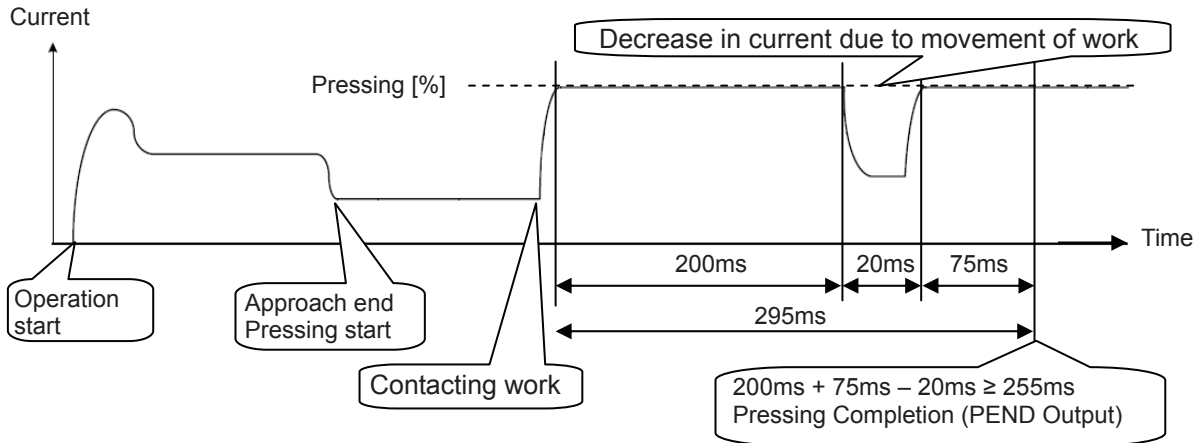 Current
Decrease in current due to movement of work
Pressing [%]
Time
200ms
20ms
75ms
295ms
Operation
start
Approach end
Pressing start
Contacting work
200ms + 75ms – 20ms ≥ 255ms
Pressing Completion (PEND Output)